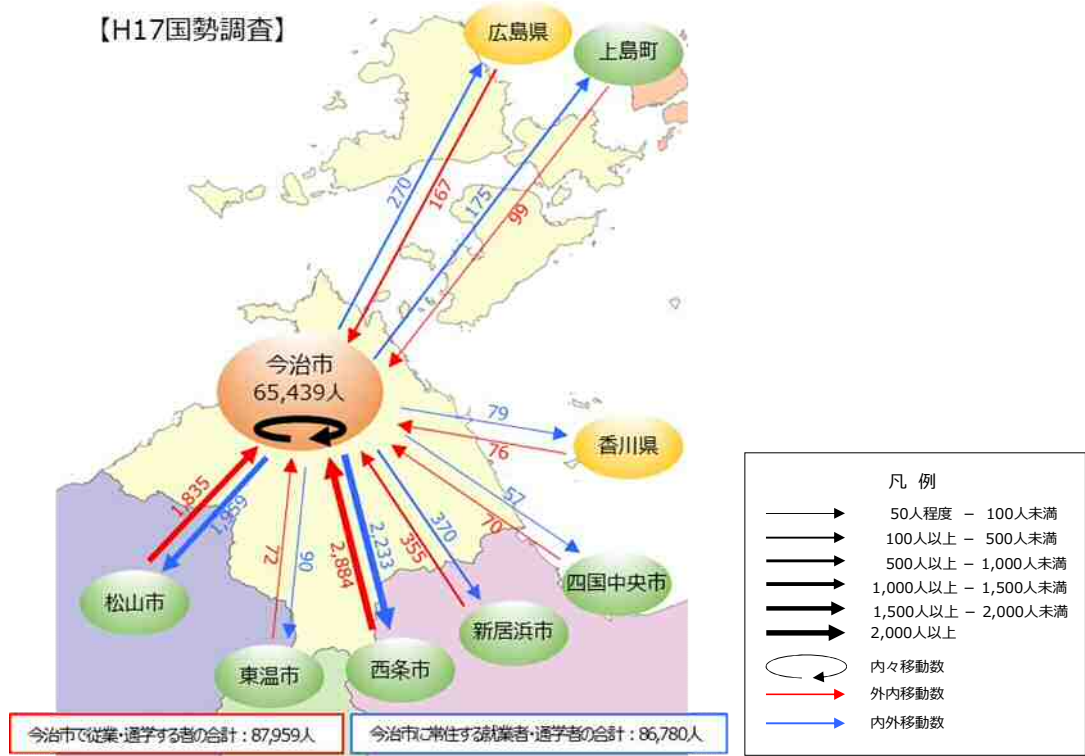 【H17国勢調査】
広島県
上島町
270
167
175
99
今治市
65,439人
79
76
香川県
57
70
四国中央市
1,835
1,959
松山市
72
90
東温市
2,884
2,233
西条市
370
355
新居浜市
今治市で従業・通学する者の合計：87,959人
今治市に常住する就業者・通学者の合計：86,780人
凡 例
50人程度 － 100人未満
100人以上 － 500人未満
500人以上 － 1,000人未満
1,000人以上 － 1,500人未満
1,500人以上 － 2,000人未満
2,000人以上
内々移動数
外内移動数
内外移動数